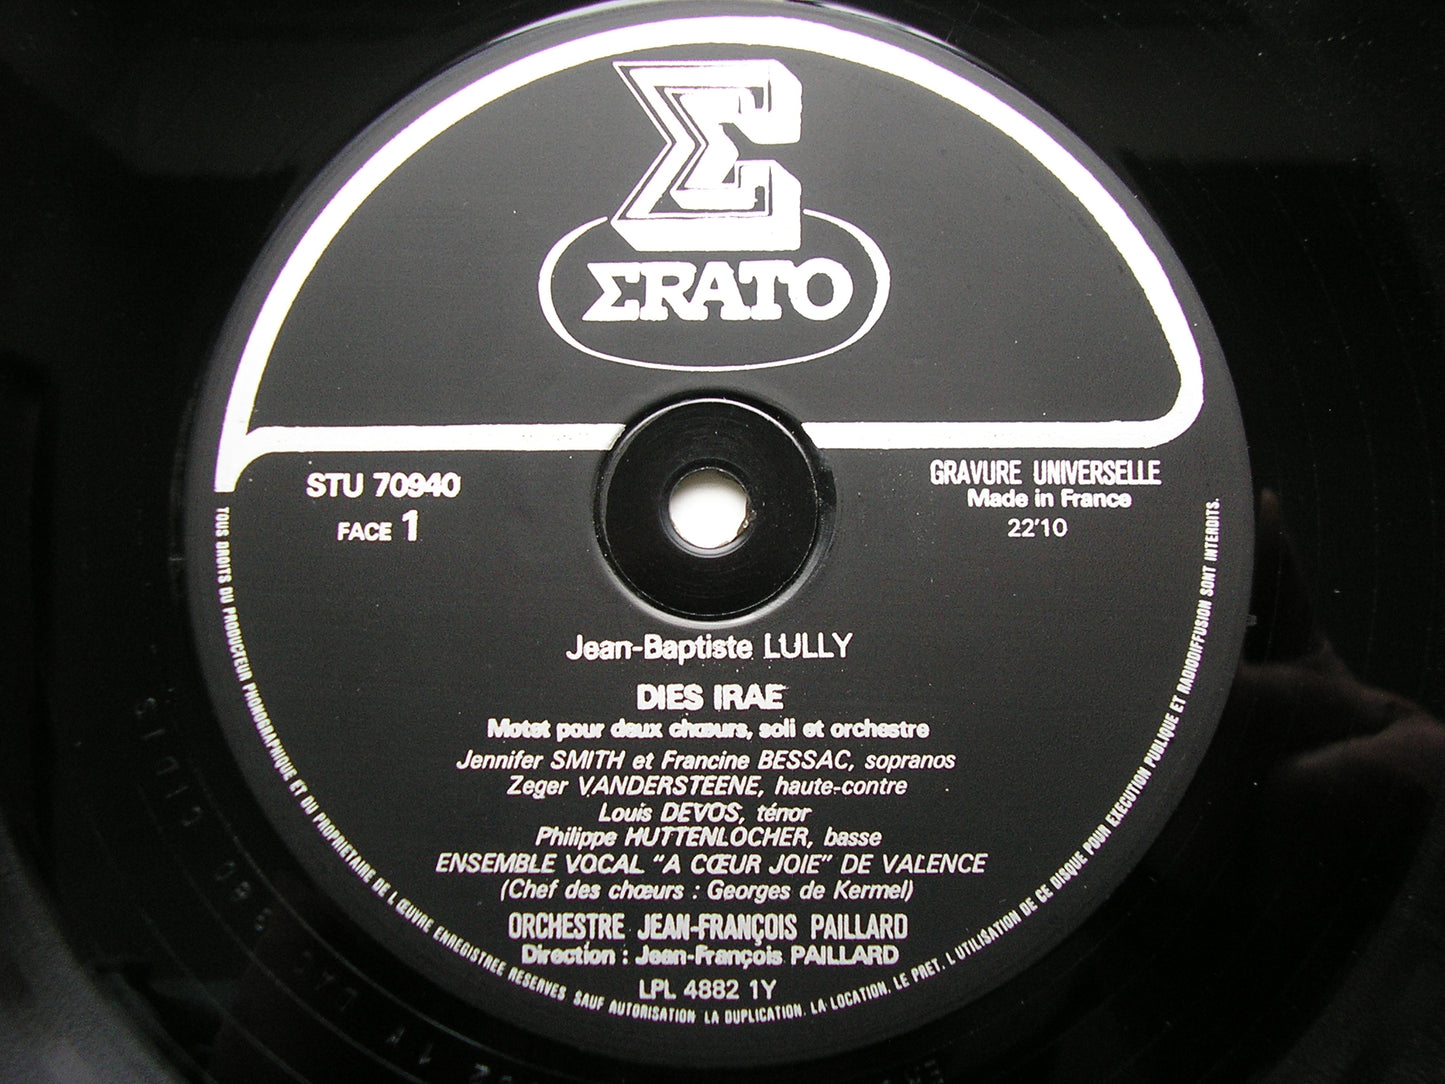 ERATO
STU 70940
FACE 1
GRAVURE UNIVERSELLE
Made in France
22'10
Jean-Baptiste LULLY
DIES IRAE
Motet pour deux chœurs, soli et orchestre
Jennifer SMITH et Francine BESSAC, sopranos
Zeger VANDERSTEENE, haute-contre
Louis DEVOS, ténor
Philippe HUTTENLOCHER, basse
ENSEMBLE VOCAL "A CŒUR JOIE" DE VALENCE
(Chef des chœurs : Georges de Kermel)
ORCHESTRE JEAN-FRANÇOIS PAILLARD
Direction : Jean-François PAILLARD
LPL 4882 1Y
TOUS DROITS DU PRODUCTEUR PHONOGRAPHIQUE ET DU PROPRIETAIRE DE L'ŒUVRE ENREGISTREE RESERVES SAUF AUTORISATION LA DUPLICATION. LA LOCATION. LE PRET. L'UTILISATION DE CE DISQUE POUR EXECUTION PUBLIQUE ET RADIODIFFUSION SONT INTERDITS.